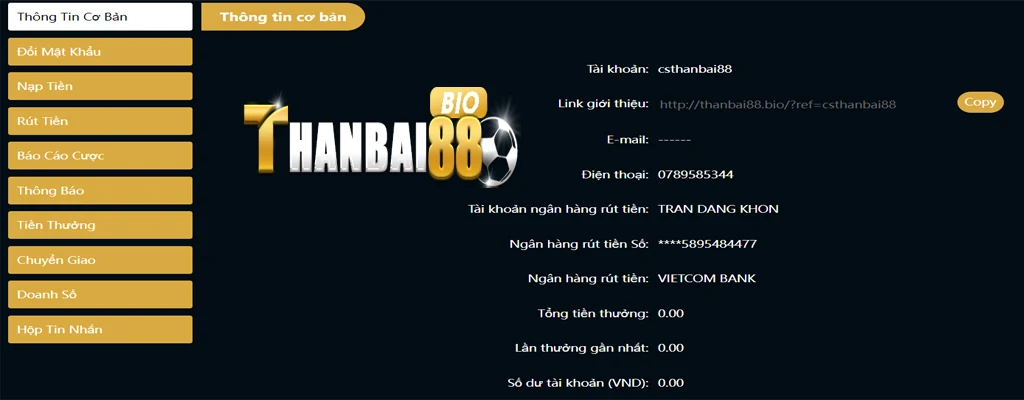 Thông Tin Cơ Bản
Đổi Mật Khẩu
Nạp Tiền
Rút Tiền
Báo Cáo Cược
Thông Báo
Tiền Thưởng
Chuyển Giao
Doanh Số
Hộp Tin Nhắn
Thông tin cơ bản
BIO
THANBAI88
Tài khoản: csthanbai88
Link giới thiệu: http://thanbai88.bio/?ref=csthanbai88 Copy
E-mail: ------
Điện thoại: 0789585344
Tài khoản ngân hàng rút tiền: TRAN DANG KHON
Ngân hàng rút tiền Số: ****5895484477
Ngân hàng rút tiền: VIETCOM BANK
Tổng tiền thưởng: 0.00
Lần thưởng gần nhất: 0.00
Số dư tài khoản (VND): 0.00